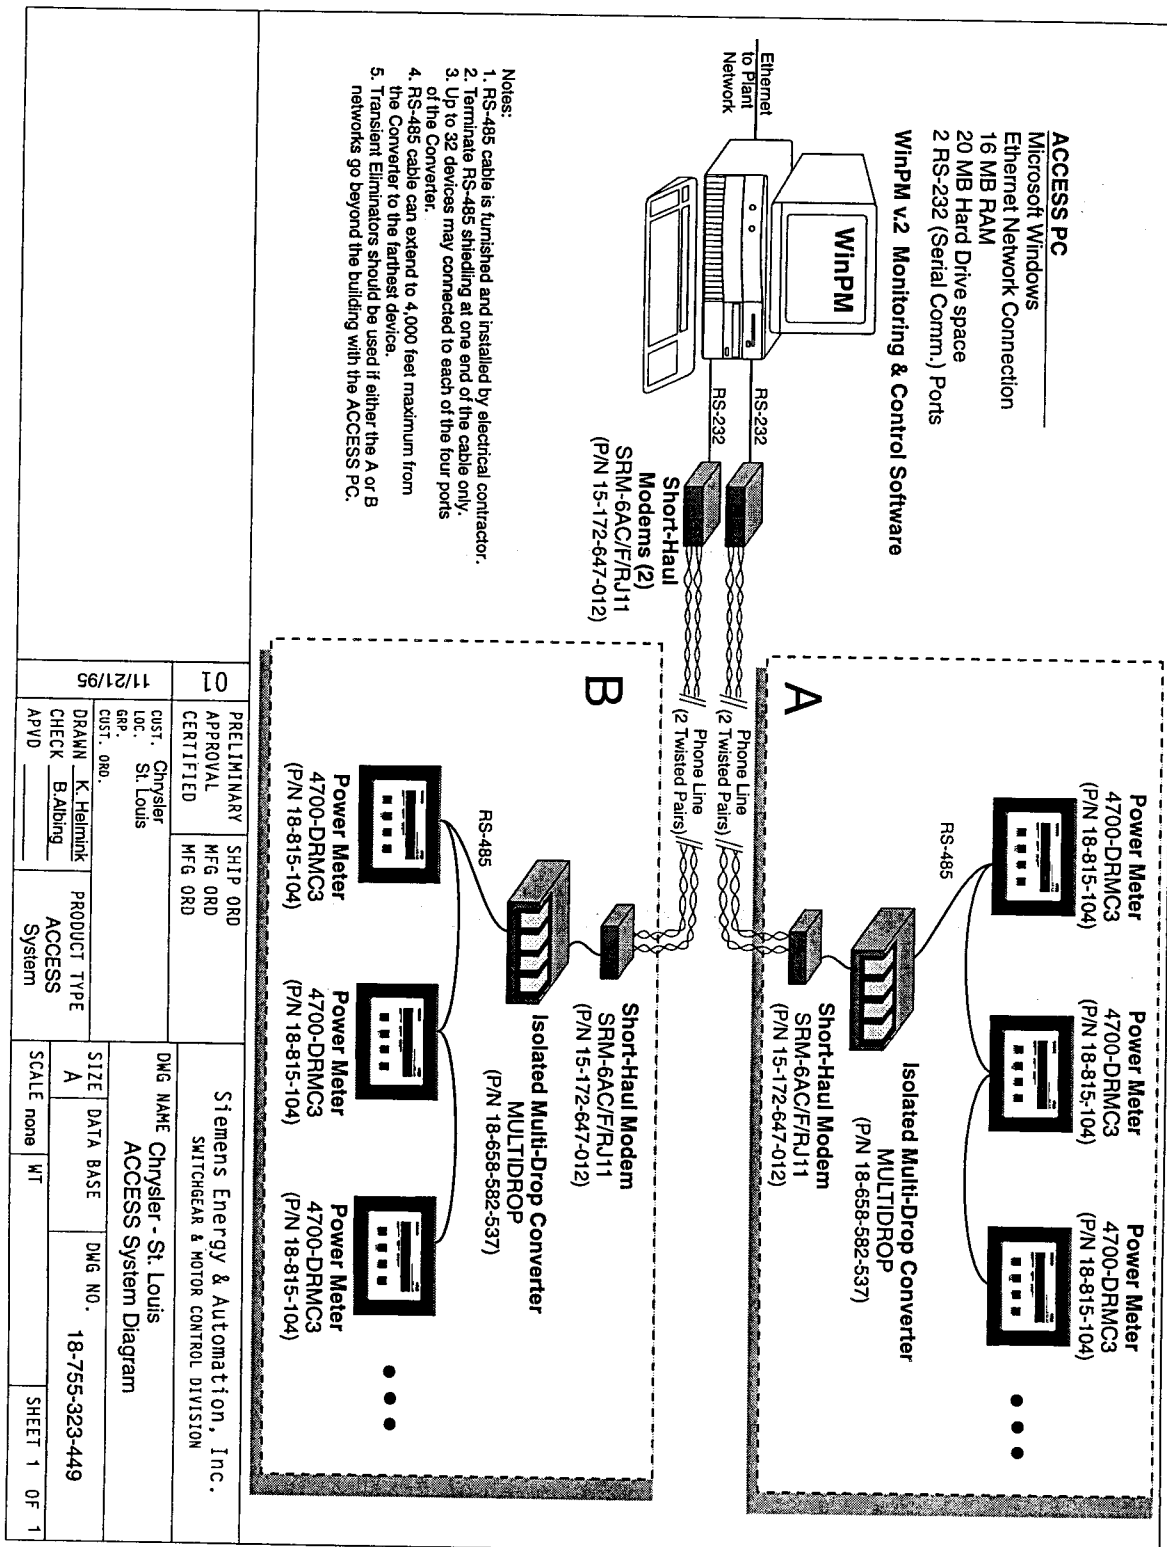 ACCESS PC
Microsoft Windows
Ethernet Network Connection
16 MB RAM
20 MB Hard Drive space
2 RS-232 (Serial Comm.) Ports
WinPM v.2 Monitoring & Control Software
Ethernet
to Plant
Network
WinPM
RS-232
RS-232
Short-Haul
Modems (2)
SRM-6AC/F/RJ11
(P/N 15-172-647-012)
Notes:
1. RS-485 cable is furnished and installed by electrical contractor.
2. Terminate RS-485 shiedling at one end of the cable only.
3. Up to 32 devices may connected to each of the four ports
of the Converter.
4. RS-485 cable can extend to 4,000 feet maximum from
the Converter to the farthest device.
5. Transient Eliminators should be used if either the A or B
networks go beyond the building with the ACCESS PC.
A
Power Meter
4700-DRMC3
(P/N 18-815-104)
Power Meter
4700-DRMC3
(P/N 18-815-104)
Power Meter
4700-DRMC3
(P/N 18-815-104)
RS-485
Isolated Multi-Drop Converter
MULTIDROP
(P/N 18-658-582-537)
Short-Haul Modem
SRM-6AC/F/RJ11
(P/N 15-172-647-012)
Phone Line
(2 Twisted Pairs)
Phone Line
(2 Twisted Pairs)
B
Short-Haul Modem
SRM-6AC/F/RJ11
(P/N 15-172-647-012)
Isolated Multi-Drop Converter
MULTIDROP
(P/N 18-658-582-537)
RS-485
Power Meter
4700-DRMC3
(P/N 18-815-104)
Power Meter
4700-DRMC3
(P/N 18-815-104)
Power Meter
4700-DRMC3
(P/N 18-815-104)
01
11/21/95
PRELIMINARY
APPROVAL
CERTIFIED
SHIP ORD
MFG ORD
MFG ORD
CUST. Chrysler
LOC. St. Louis
GRP.
CUST. ORD.
DRAWN K. Helmink
CHECK B.Albing
APVD
PRODUCT TYPE
ACCESS
System
Siemens Energy & Automation, Inc.
SWITCHGEAR & MOTOR CONTROL DIVISION
DWG NAME Chrysler - St. Louis
ACCESS System Diagram
SIZE A
DATA BASE
DWG NO. 18-755-323-449
SCALE none
WT
SHEET 1 OF 1